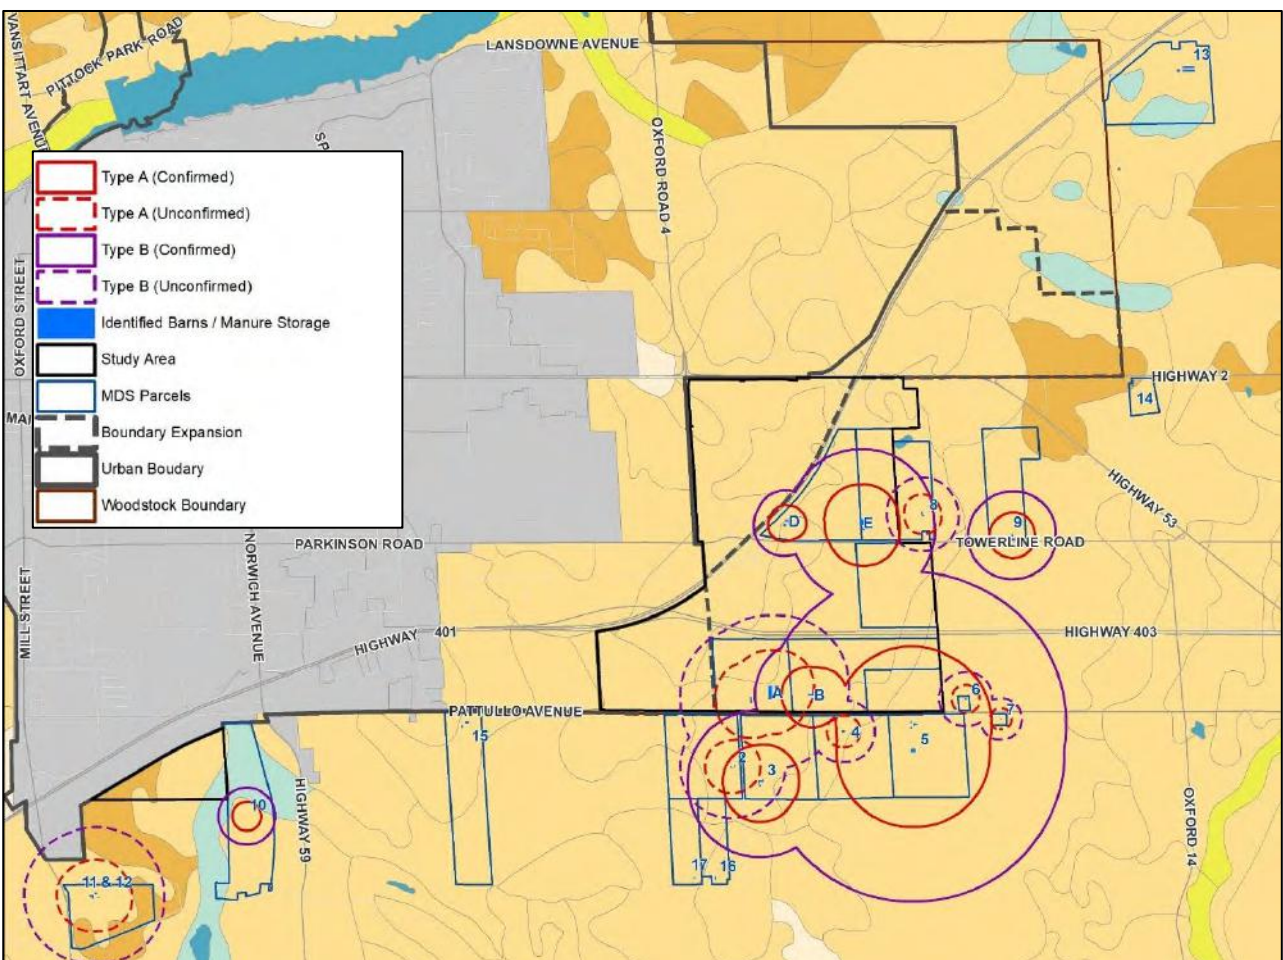 VANSITTART AVENUE
PITTOCK PARK ROAD
LANSDOWNE AVENUE
13
OXFORD ROAD 4
SP
Type A (Confirmed)
Type A (Unconfirmed)
Type B (Confirmed)
Type B (Unconfirmed)
Identified Barns / Manure Storage
Study Area
MDS Parcels
Boundary Expansion
Urban Boudary
Woodstock Boundary
OXFORD STREET
MAI
HIGHWAY 2
14
HIGHWAY 53
D
E
8
9
TOWERLINE ROAD
PARKINSON ROAD
NORWICH AVENUE
MILL STREET
HIGHWAY 401
HIGHWAY 403
A
B
6
7
PATTULLO AVENUE
15
2
3
4
5
10
HIGHWAY 59
OXFORD 14
17
16
11 & 12